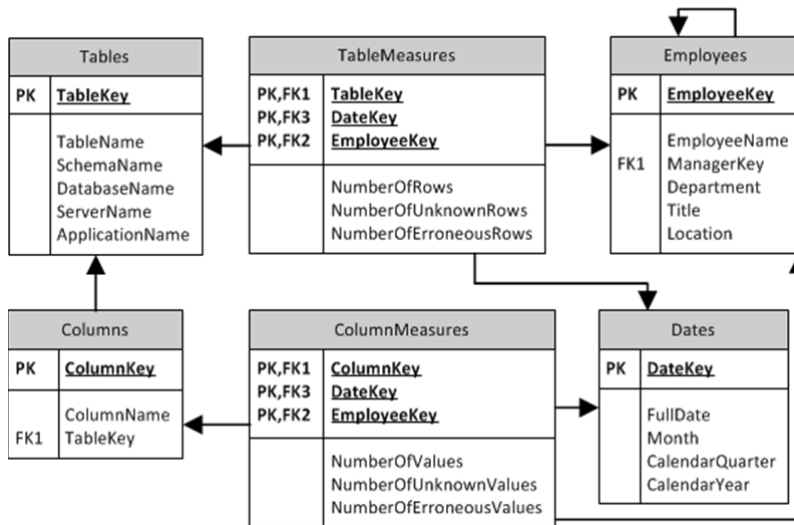 Tables
PK TableKey
TableName
SchemaName
DatabaseName
ServerName
ApplicationName
TableMeasures
PK,FK1 TableKey
PK,FK3 DateKey
PK,FK2 EmployeeKey
NumberOfRows
NumberOfUnknownRows
NumberOfErroneousRows
Employees
PK EmployeeKey
EmployeeName
FK1 ManagerKey
Department
Title
Location
Columns
PK ColumnKey
ColumnName
FK1 TableKey
ColumnMeasures
PK,FK1 ColumnKey
PK,FK3 DateKey
PK,FK2 EmployeeKey
NumberOfValues
NumberOfUnknownValues
NumberOfErroneousValues
Dates
PK DateKey
FullDate
Month
CalendarQuarter
CalendarYear